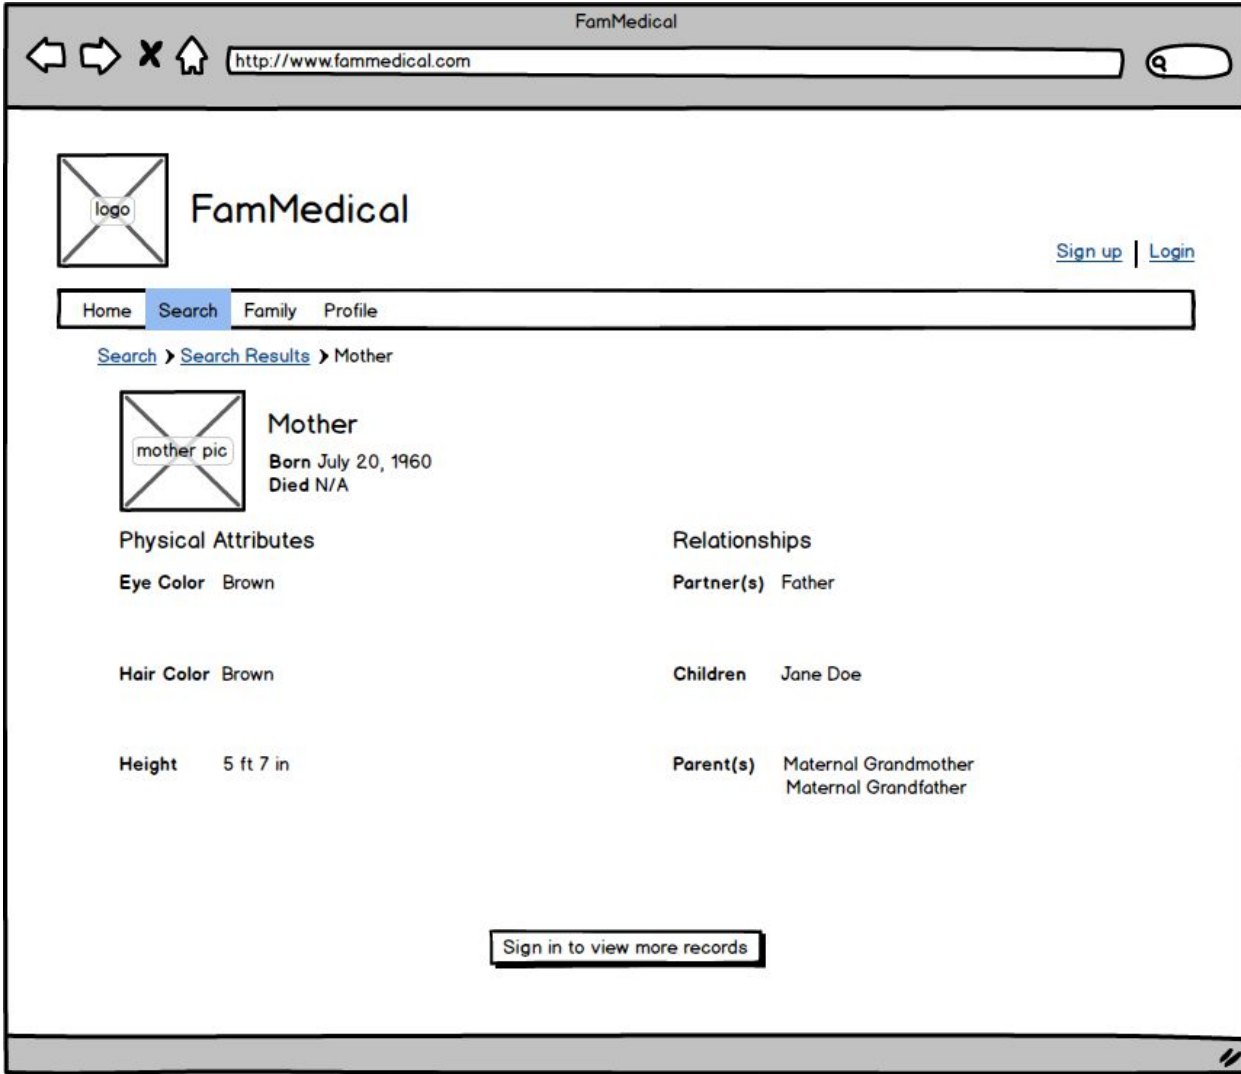 FamMedical
http://www.fammedical.com
logo
FamMedical
Sign up | Login
Home Search Family Profile
Search > Search Results > Mother
mother pic
Mother
Born July 20, 1960
Died N/A
Physical Attributes
Eye Color Brown
Hair Color Brown
Height 5 ft 7 in
Relationships
Partner(s) Father
Children Jane Doe
Parent(s) Maternal Grandmother
Maternal Grandfather
Sign in to view more records